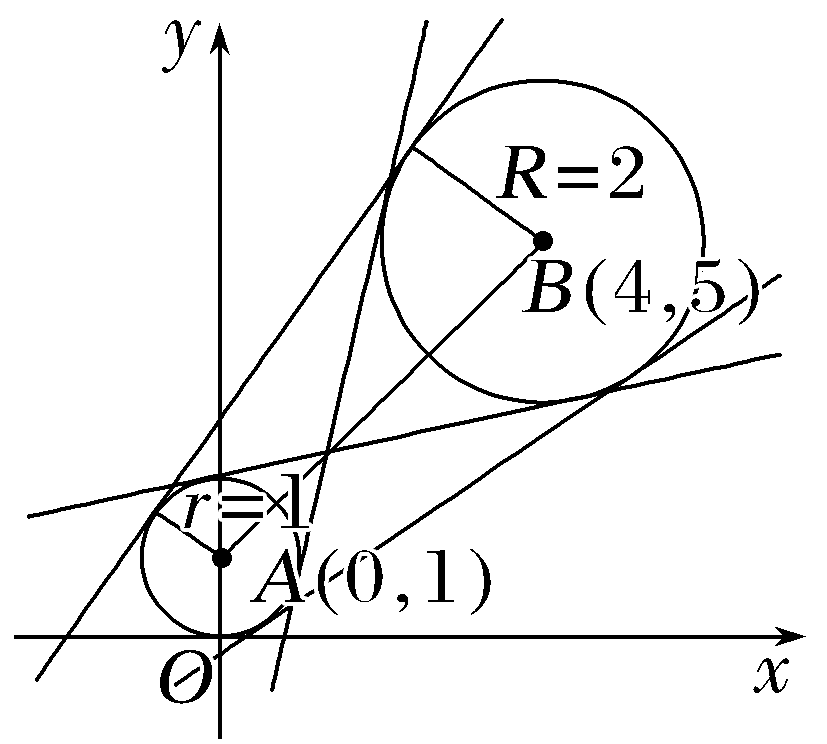 y
R=2
B(4,5)
r=1
A(0,1)
O
x